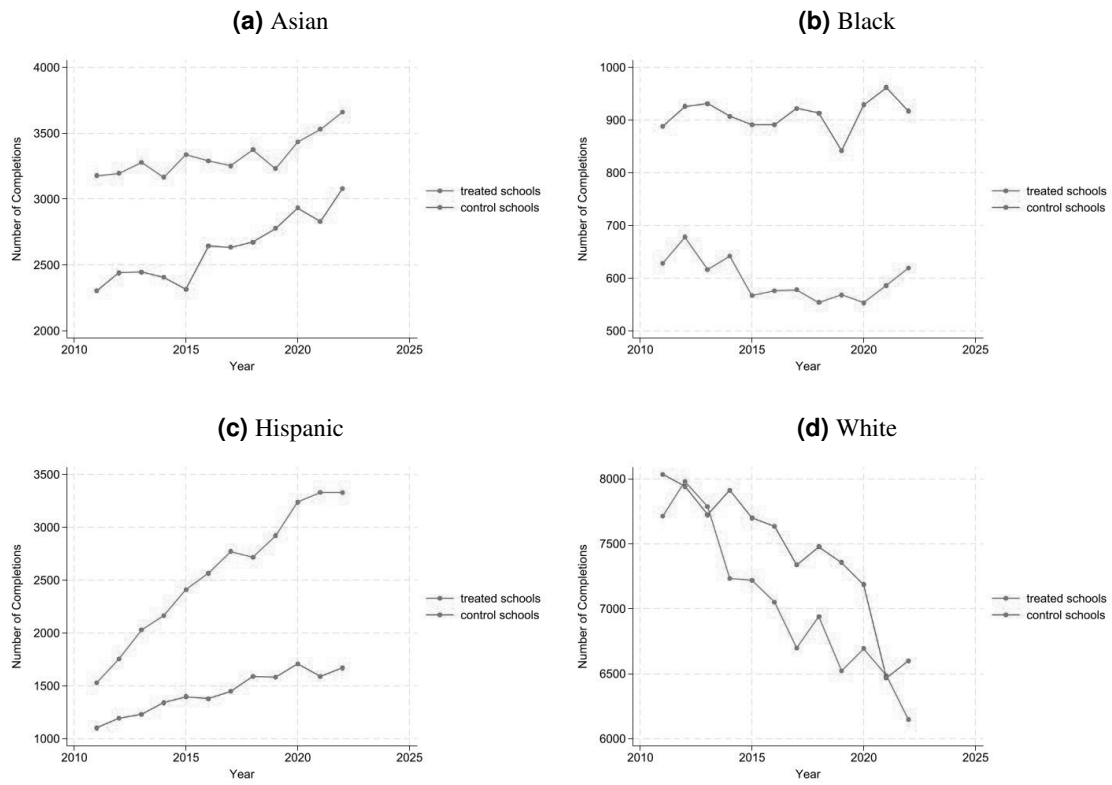 (a) Asian
4000
3500
3000
2500
2000
Number of Completions
2010
2015
2020
2025
Year
treated schools
control schools
(b) Black
1000
900
800
700
600
500
Number of Completions
2010
2015
2020
2025
Year
treated schools
control schools
(c) Hispanic
3500
3000
2500
2000
1500
1000
Number of Completions
2010
2015
2020
2025
Year
treated schools
control schools
(d) White
8000
7500
7000
6500
6000
Number of Completions
2010
2015
2020
2025
Year
treated schools
control schools